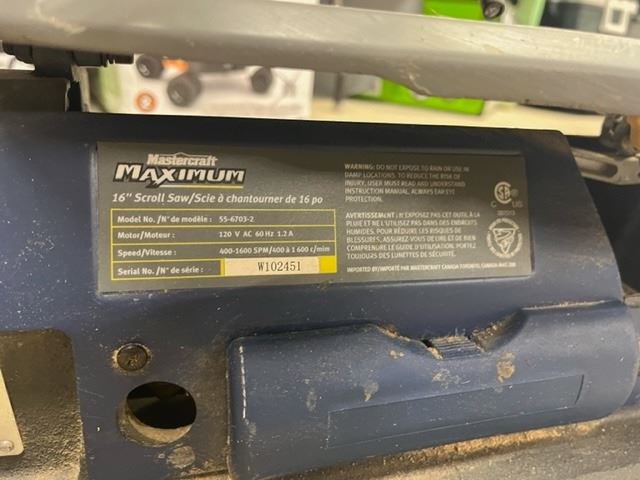 Mastercraft
MAXIMUM
16" Scroll Saw/Scie à chantourner de 16 po
Model No. /N° de modèle : 55-6703-2
Motor/Moteur : 120 V AC 60 Hz 1.2 A
Speed/Vitesse : 400-1600 SPM/400 à 1 600 c/min
Serial No. /N° de série : W102451
WARNING: DO NOT EXPOSE TO RAIN OR USE IN
DAMP LOCATIONS. TO REDUCE THE RISK OF
INJURY, USER MUST READ AND UNDERSTAND
INSTRUCTION MANUAL. ALWAYS WEAR EYE
PROTECTION.
AVERTISSEMENT : N'EXPOSEZ PAS CET OUTIL À LA
PLUIE ET NE L'UTILISEZ PAS DANS DES ENDROITS
HUMIDES. POUR RÉDUIRE LES RISQUES DE
BLESSURES, ASSUREZ-VOUS DE LIRE ET DE BIEN
COMPRENDRE LE GUIDE D'UTILISATION. PORTEZ
TOUJOURS DES LUNETTES DE SÉCURITÉ.
IMPORTED BY/IMPORTÉ PAR MASTERCRAFT CANADA TORONTO, CANADA M4S 2B8
C US